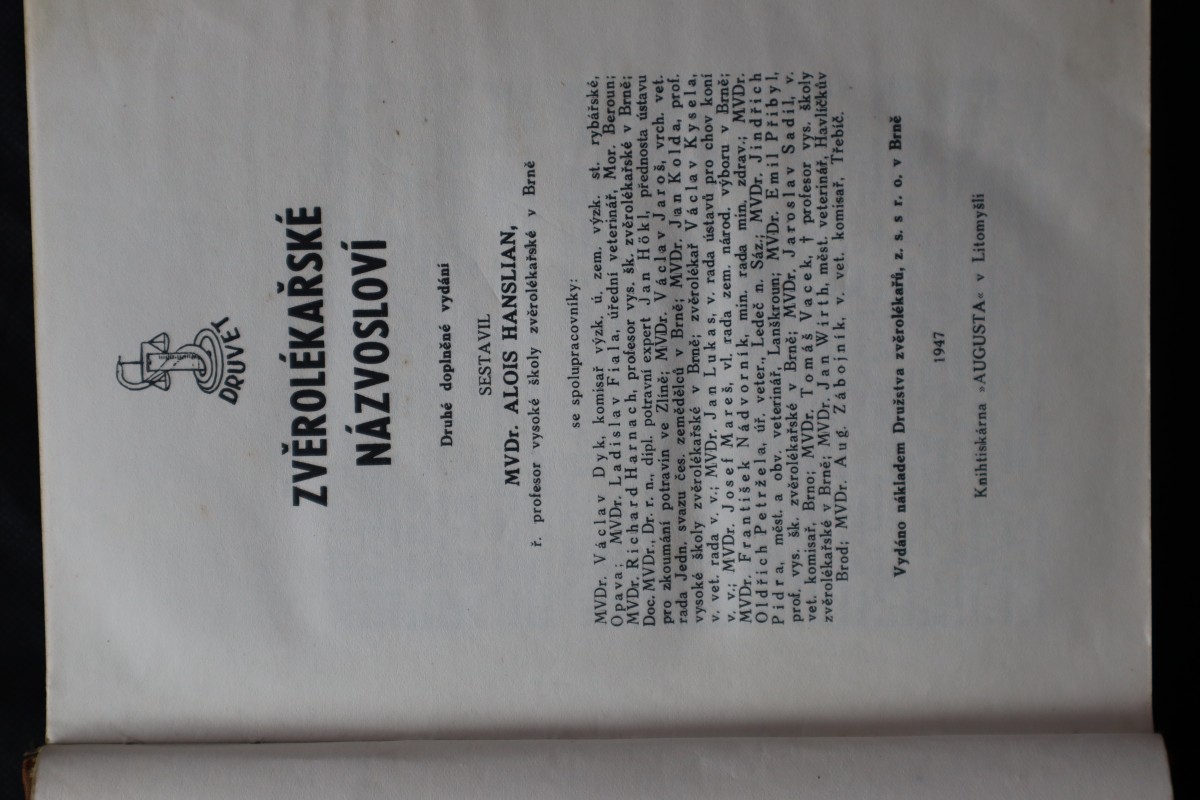 DRUVET
ZVĚROLÉKAŘSKÉ
NÁZVOSLOVÍ
Druhé doplněné vydání
SESTAVIL
MVDr. ALOIS HANSLIAN,
ř. profesor vysoké školy zvěrolékařské v Brně
se spolupracovníky:
MVDr. Václav Dyk, komisař výzk. ú. zem. výzk. st. rybářské,
Opava; MVDr. Ladislav Fiala, úřední veterinář, Mor. Beroun;
MVDr. Richard Harnach, profesor vys. šk. zvěrolékařské v Brně;
Doc. MVDr., Dr. r. n., dipl. potravní expert Jan Hökl, přednosta ústavu
pro zkoumání potravin ve Zlíně; MVDr. Václav Jaroš, vrch. vet.
rada Jedn. svazu čes. zemědělců v Brně; MVDr. Jan Kolda, prof.
vysoké školy zvěrolékařské v Brně; zvěrolékař Václav Kysela,
v. vet. rada v. v.; MVDr. Jan Lukas, v. rada ústavů pro chov koní
v. v.; MVDr. Josef Mareš, vl. rada zem. národ. výboru v Brně;
MVDr. František Nádvorník, min. rada min. zdrav.; MVDr.
Oldřich Petržela, úř. veter., Ledeč n. Sáz.; MVDr. Jindřich
Pidra, měst. a obv. veterinář, Lanškroun; MVDr. Emil Přibyl,
prof. vys. šk. zvěrolékařské v Brně; MVDr. Jaroslav Sadil, v.
vet. komisař, Brno; MVDr. Tomáš Vacek, † profesor vys. školy
zvěrolékařské v Brně; MVDr. Jan Wirth, měst. veterinář, Havlíčkův
Brod; MVDr. Aug. Zábojník, v. vet. komisař, Třebíč.
Vydáno nákladem Družstva zvěrolékařů, z. s. s r. o. v Brně
1947
Knihtiskárna »AUGUSTA« v Litomyšli